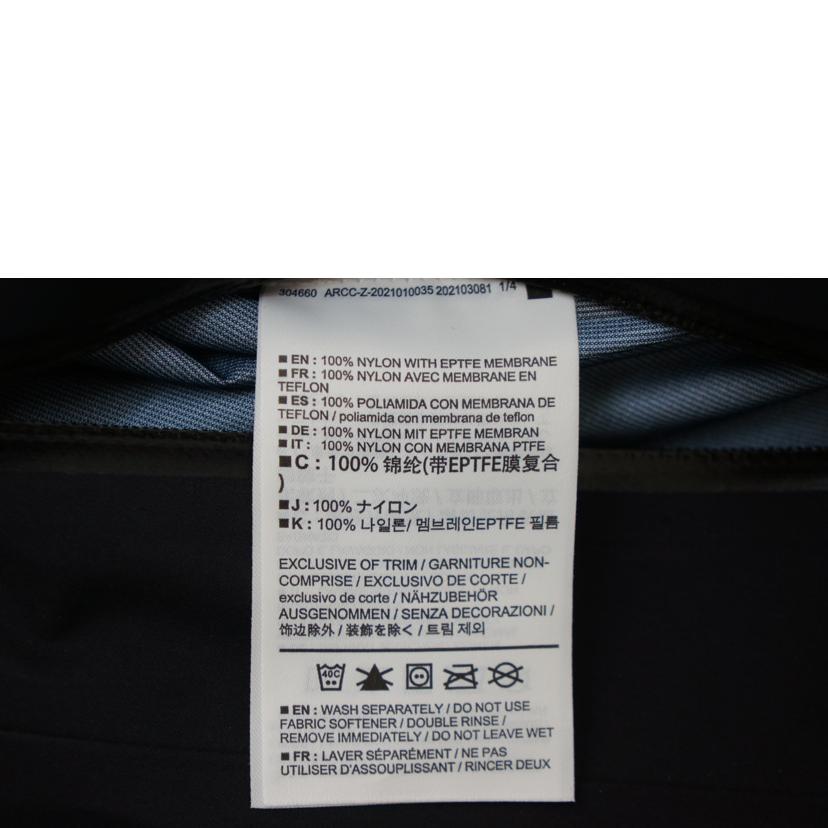 304660 ARCC-Z-2021010035 202103081 1/4
■ EN : 100% NYLON WITH EPTFE MEMBRANE
■ FR : 100% NYLON AVEC MEMBRANE EN
TEFLON
■ ES : 100% POLIAMIDA CON MEMBRANA DE
TEFLON / poliamida con membrana de teflon
■ DE : 100% NYLON MIT EPTFE MEMBRAN
■ IT : 100% NYLON CON MEMBRANA PTFE
■ C : 100% 锦纶(带EPTFE膜复合
)
■ J : 100% ナイロン
■ K : 100% 나일론/ 멤브레인EPTFE 필름
EXCLUSIVE OF TRIM / GARNITURE NON-
COMPRISE / EXCLUSIVO DE CORTE /
exclusivo de corte / NÄHZUBEHÖR
AUSGENOMMEN / SENZA DECORAZIONI /
饰边除外 / 装飾を除く / 트림 제외
40C
■ EN : WASH SEPARATELY / DO NOT USE
FABRIC SOFTENER / DOUBLE RINSE /
REMOVE IMMEDIATELY / DO NOT LEAVE WET
■ FR : LAVER SÉPARÉMENT / NE PAS
UTILISER D'ASSOUPLISSANT / RINCER DEUX